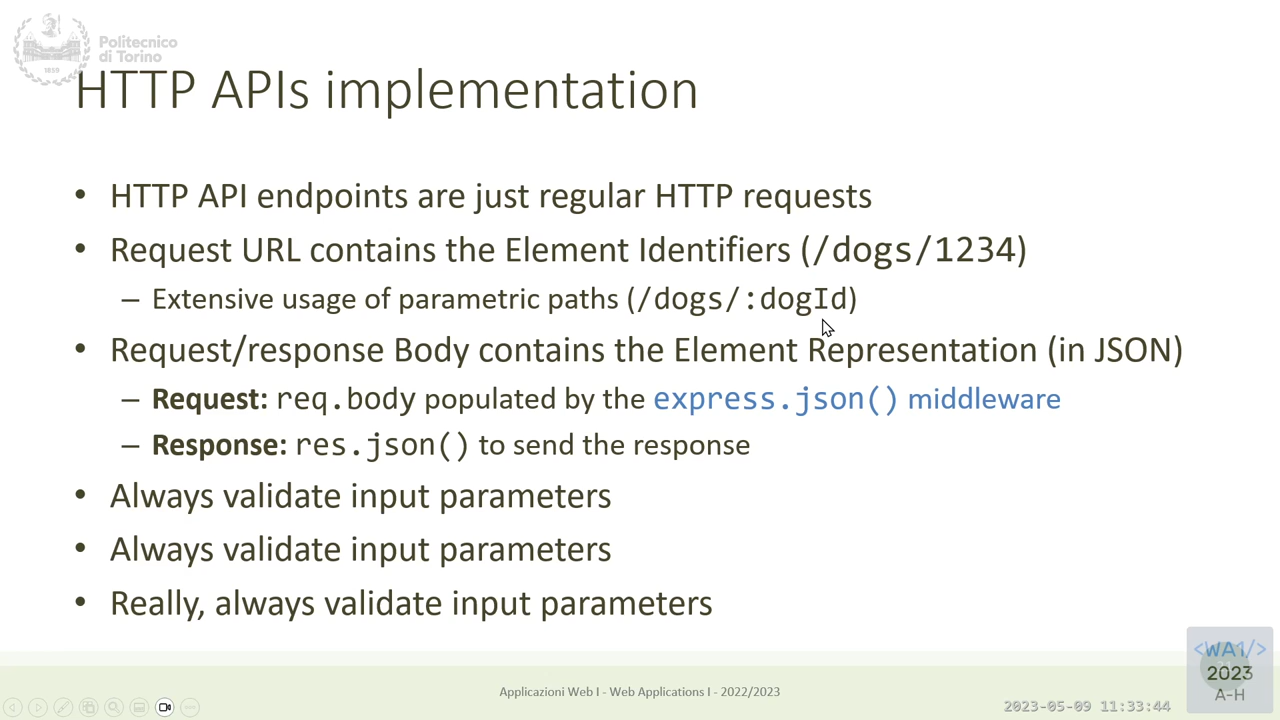 Politecnico
di Torino
1859
HTTP APIs implementation
• HTTP API endpoints are just regular HTTP requests
• Request URL contains the Element Identifiers (/dogs/1234)
– Extensive usage of parametric paths (/dogs/:dogId)
• Request/response Body contains the Element Representation (in JSON)
– Request: req.body populated by the express.json() middleware
– Response: res.json() to send the response
• Always validate input parameters
• Always validate input parameters
• Really, always validate input parameters
Applicazioni Web I - Web Applications I - 2022/2023
2023-05-09 11:33:44
<WA1/>
2023
A-H